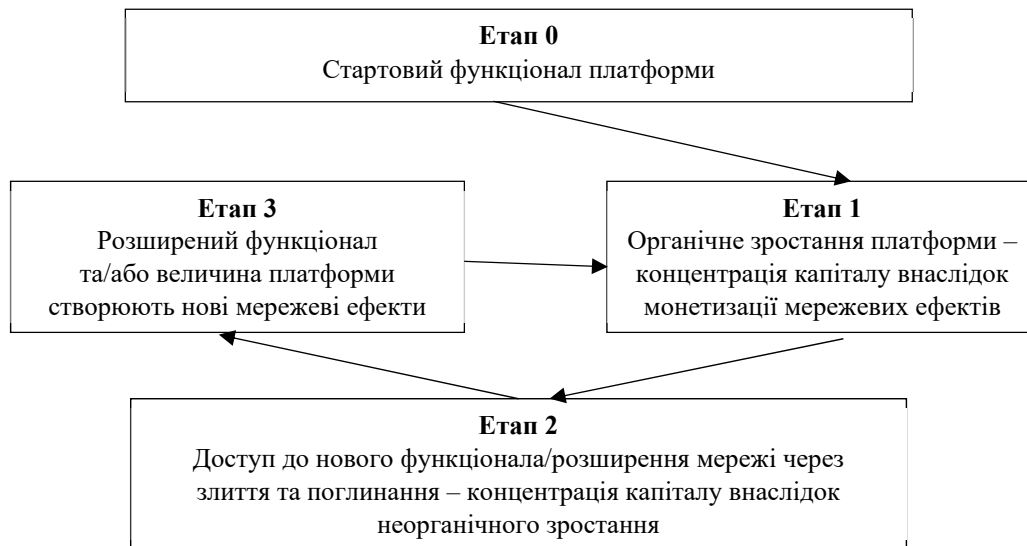 Етап 0
Стартовий функціонал платформи
Етап 3
Розширений функціонал
та/або величина платформи
створюють нові мережеві ефекти
Етап 1
Органічне зростання платформи –
концентрація капіталу внаслідок
монетизації мережевих ефектів
Етап 2
Доступ до нового функціонала/розширення мережі через
злиття та поглинання – концентрація капіталу внаслідок
неорганічного зростання